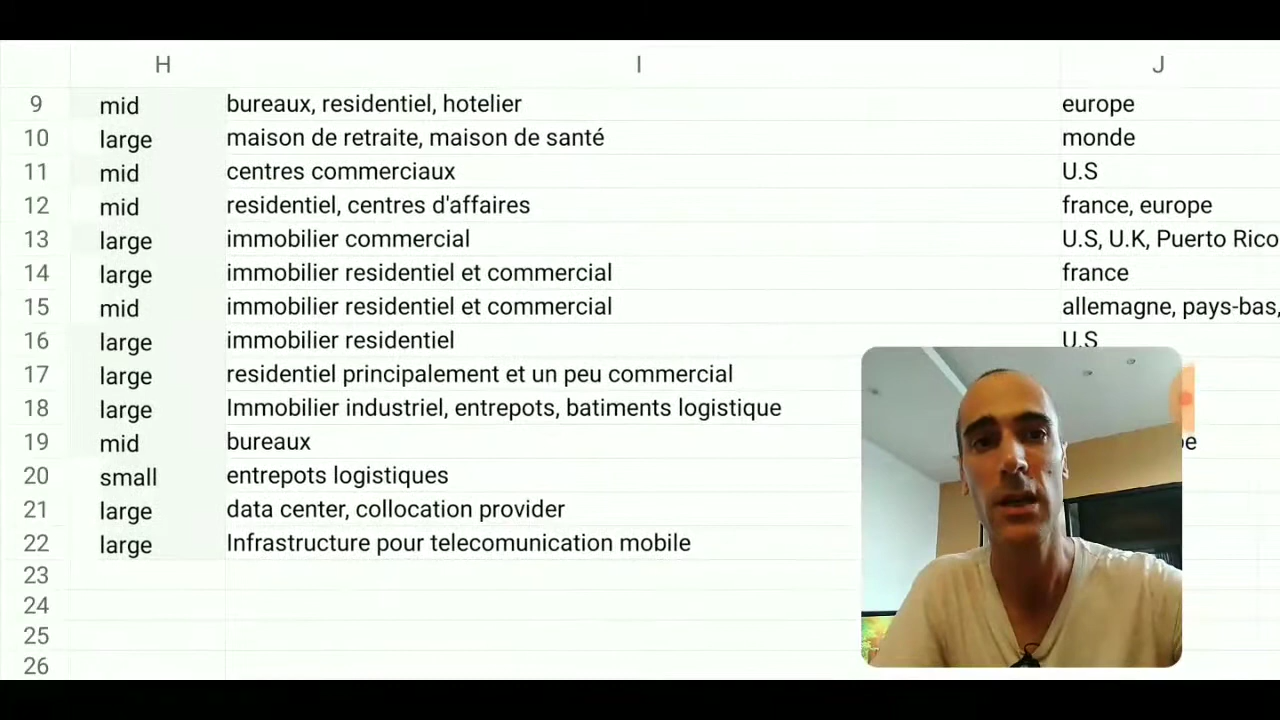 H I J
9 mid bureaux, residentiel, hotelier europe
10 large maison de retraite, maison de santé monde
11 mid centres commerciaux U.S
12 mid residentiel, centres d'affaires france, europe
13 large immobilier commercial U.S, U.K, Puerto Rico
14 large immobilier residentiel et commercial france
15 mid immobilier residentiel et commercial allemagne, pays-bas,
16 large immobilier residentiel U.S
17 large residentiel principalement et un peu commercial
18 large Immobilier industriel, entrepots, batiments logistique
19 mid bureaux
20 small entrepots logistiques
21 large data center, collocation provider
22 large Infrastructure pour telecomunication mobile
23
24
25
26